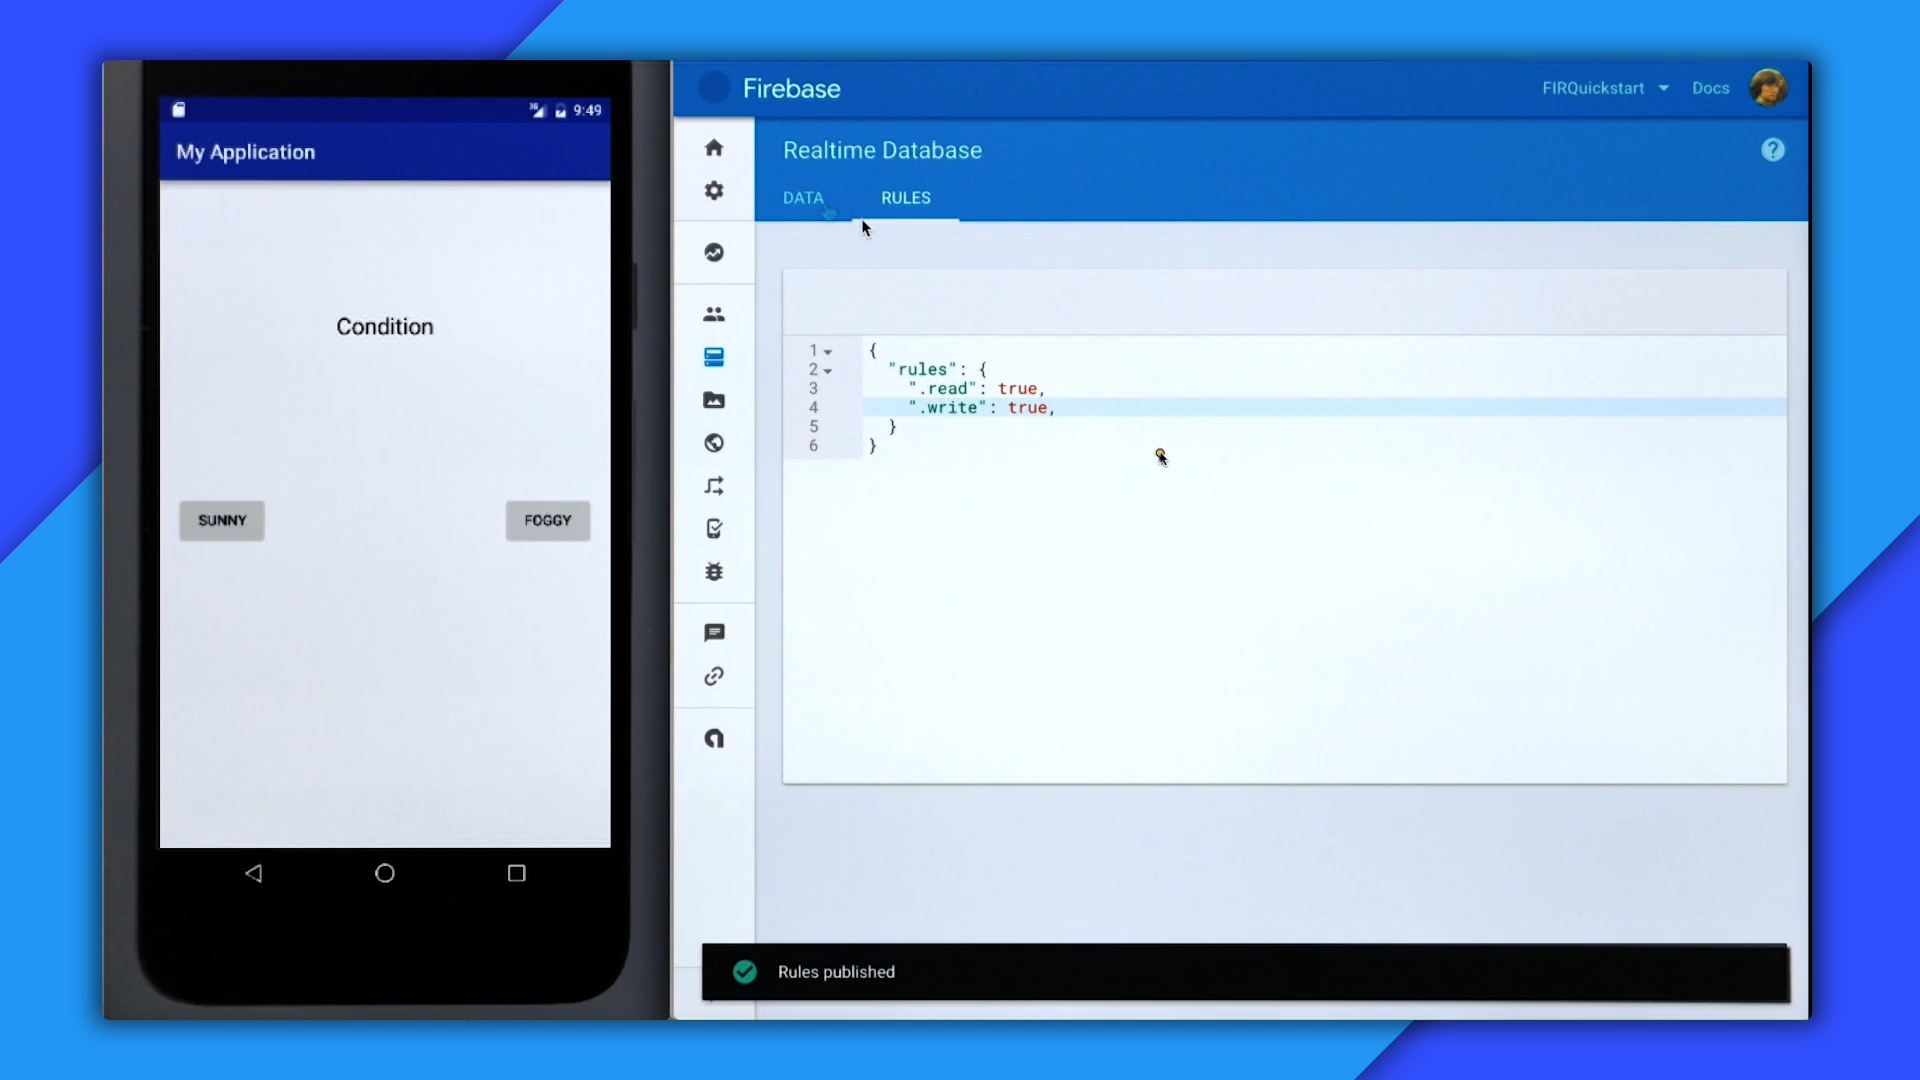 9:49
My Application
Condition
SUNNY
FOGGY
Firebase
FIRQuickstart
Docs
Realtime Database
?
DATA
RULES
1 {
2 "rules": {
3 ".read": true,
4 ".write": true,
5 }
6 }
Rules published